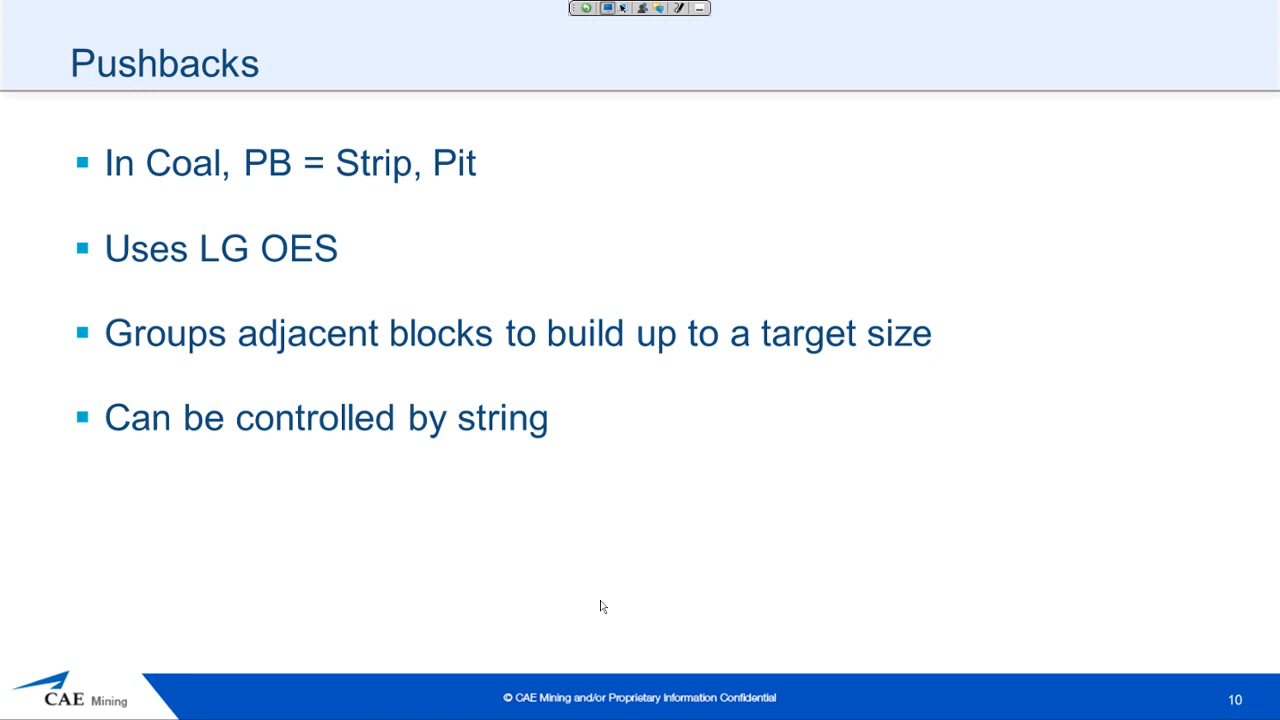 Pushbacks
In Coal, PB = Strip, Pit
Uses LG OES
Groups adjacent blocks to build up to a target size
Can be controlled by string
CAE Mining
© CAE Mining and/or Proprietary Information Confidential
10